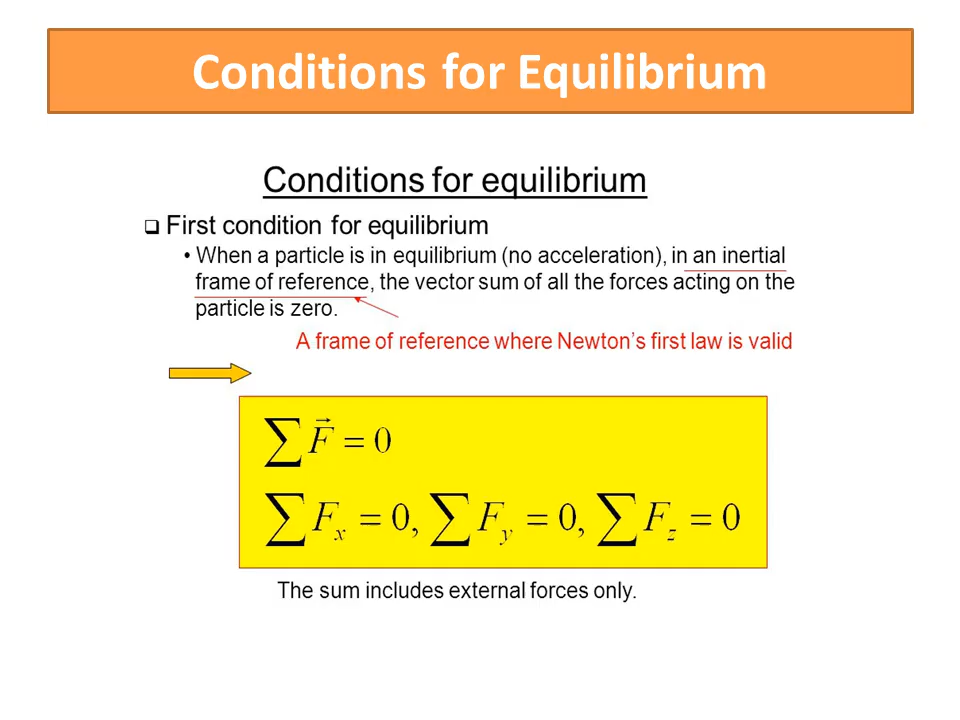 Conditions for Equilibrium
Conditions for equilibrium
❑ First condition for equilibrium
• When a particle is in equilibrium (no acceleration), in an inertial
frame of reference, the vector sum of all the forces acting on the
particle is zero.
A frame of reference where Newton's first law is valid
∑ F⃗ = 0
∑ Fₓ = 0, ∑ F_y = 0, ∑ F_z = 0
The sum includes external forces only.